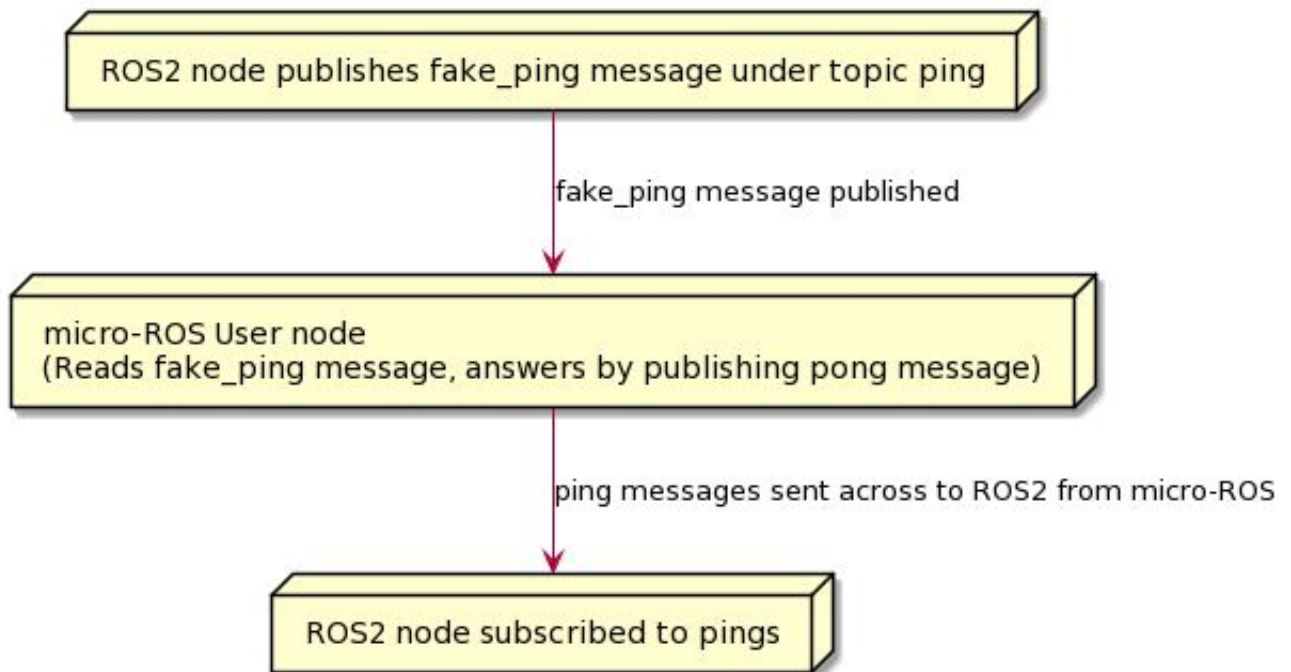 ROS2 node publishes fake_ping message under topic ping
fake_ping message published
micro-ROS User node
(Reads fake_ping message, answers by publishing pong message)
ping messages sent across to ROS2 from micro-ROS
ROS2 node subscribed to pings